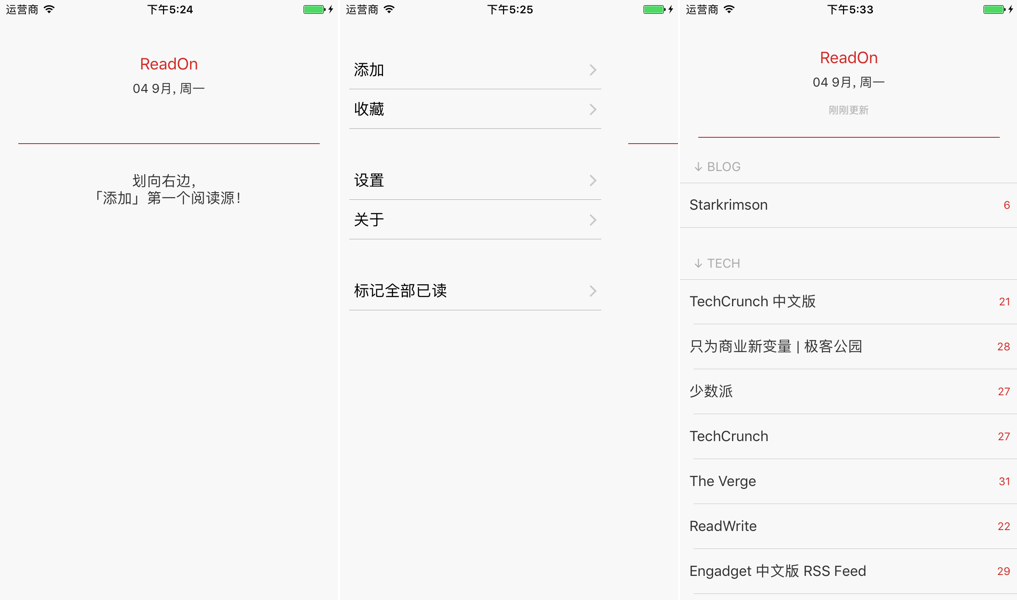 运营商 下午5:24
ReadOn
04 9月, 周一
划向右边,
「添加」第一个阅读源!
运营商 下午5:25
添加
收藏
设置
关于
标记全部已读
运营商 下午5:33
ReadOn
04 9月, 周一
刚刚更新
↓ BLOG
Starkrimson 6
↓ TECH
TechCrunch 中文版 21
只为商业新变量 | 极客公园 28
少数派 27
TechCrunch 27
The Verge 31
ReadWrite 22
Engadget 中文版 RSS Feed 29